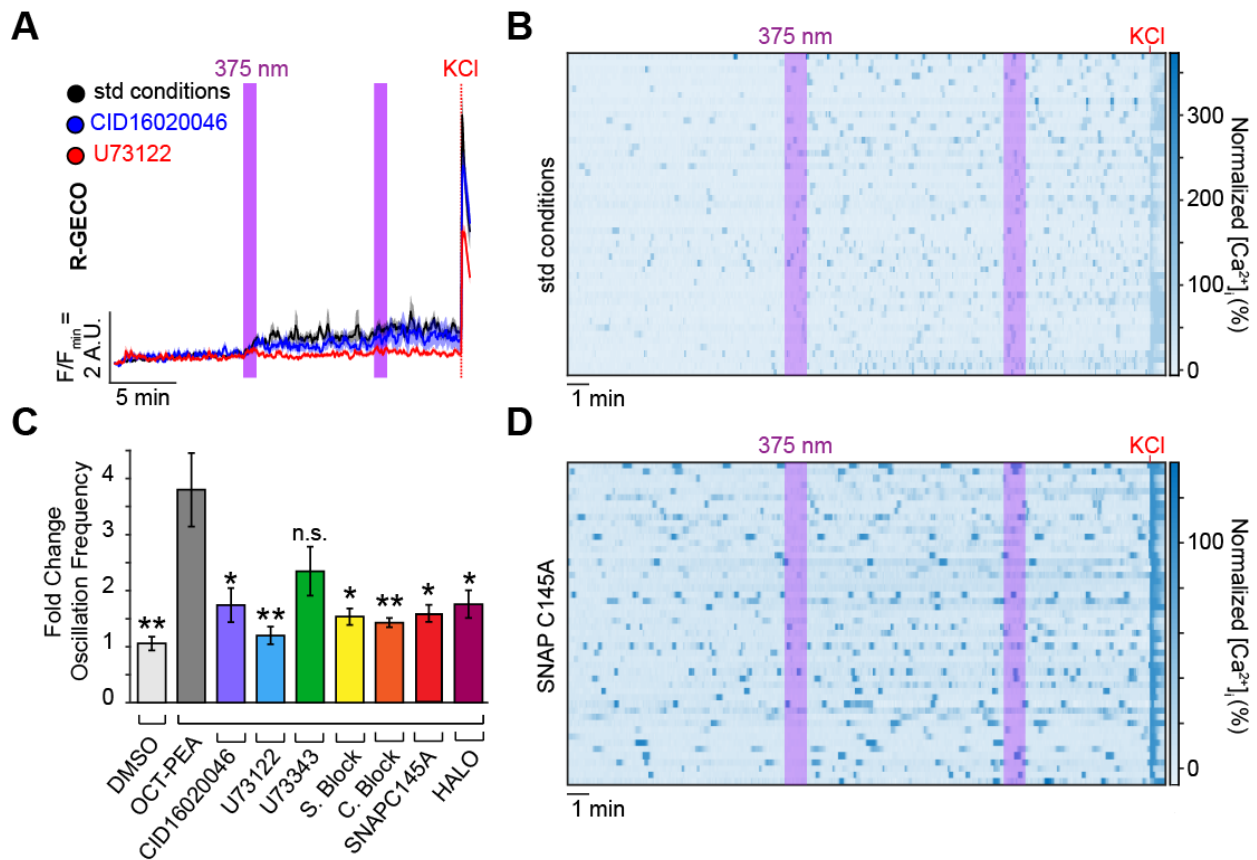 A
375 nm
KCl
std conditions
CID16020046
U73122
R-GECO
F/Fmin =
2 A.U.
5 min
B
375 nm
KCl
std conditions
300
200
100
0
Normalized [Ca²⁺]i (%)
1 min
C
Fold Change
Oscillation Frequency
4
3
2
1
0
**
*
**
n.s.
*
**
*
*
DMSO
OCT-PEA
CID16020046
U73122
U73343
S. Block
C. Block
SNAPC145A
HALO
D
375 nm
KCl
SNAP C145A
100
0
Normalized [Ca²⁺]i (%)
1 min